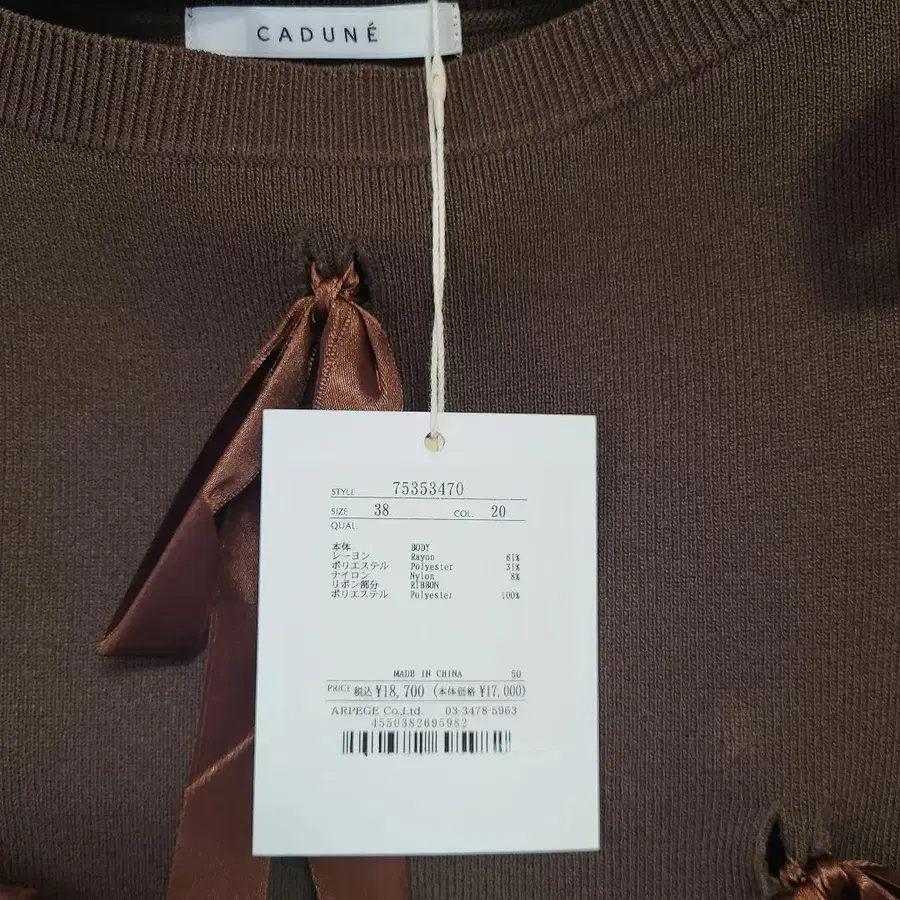 CADUNÉ
STYLE 75353470
SIZE 38 COL. 20
QUAL.
本体 BODY
レーヨン Rayon 61%
ポリエステル Polyester 31%
ナイロン Nylon 8%
リボン部分 RIBBON
ポリエステル Polyester 100%
MADE IN CHINA 50
PRICE 税込 ¥18,700 (本体価格 ¥17,000)
ARPEGE Co.,Ltd. 03-3478-5963
4550382695982